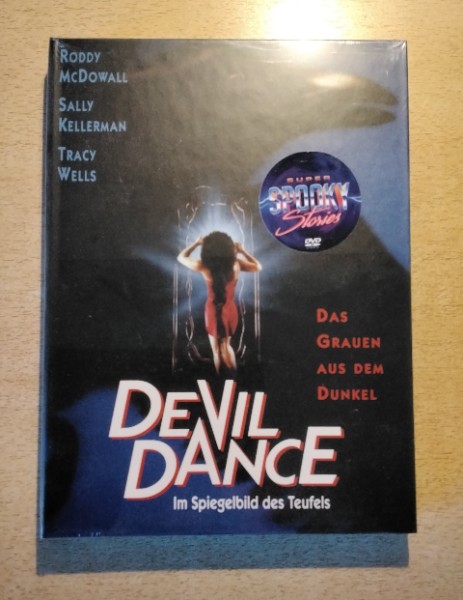 RODDY
MCDOWALL
SALLY
KELLERMAN
TRACY
WELLS
SUPER
SPOOKY
Stories
DVD
DAS
GRAUEN
AUS DEM
DUNKEL
DEVIL
DANCE
Im Spiegelbild des Teufels